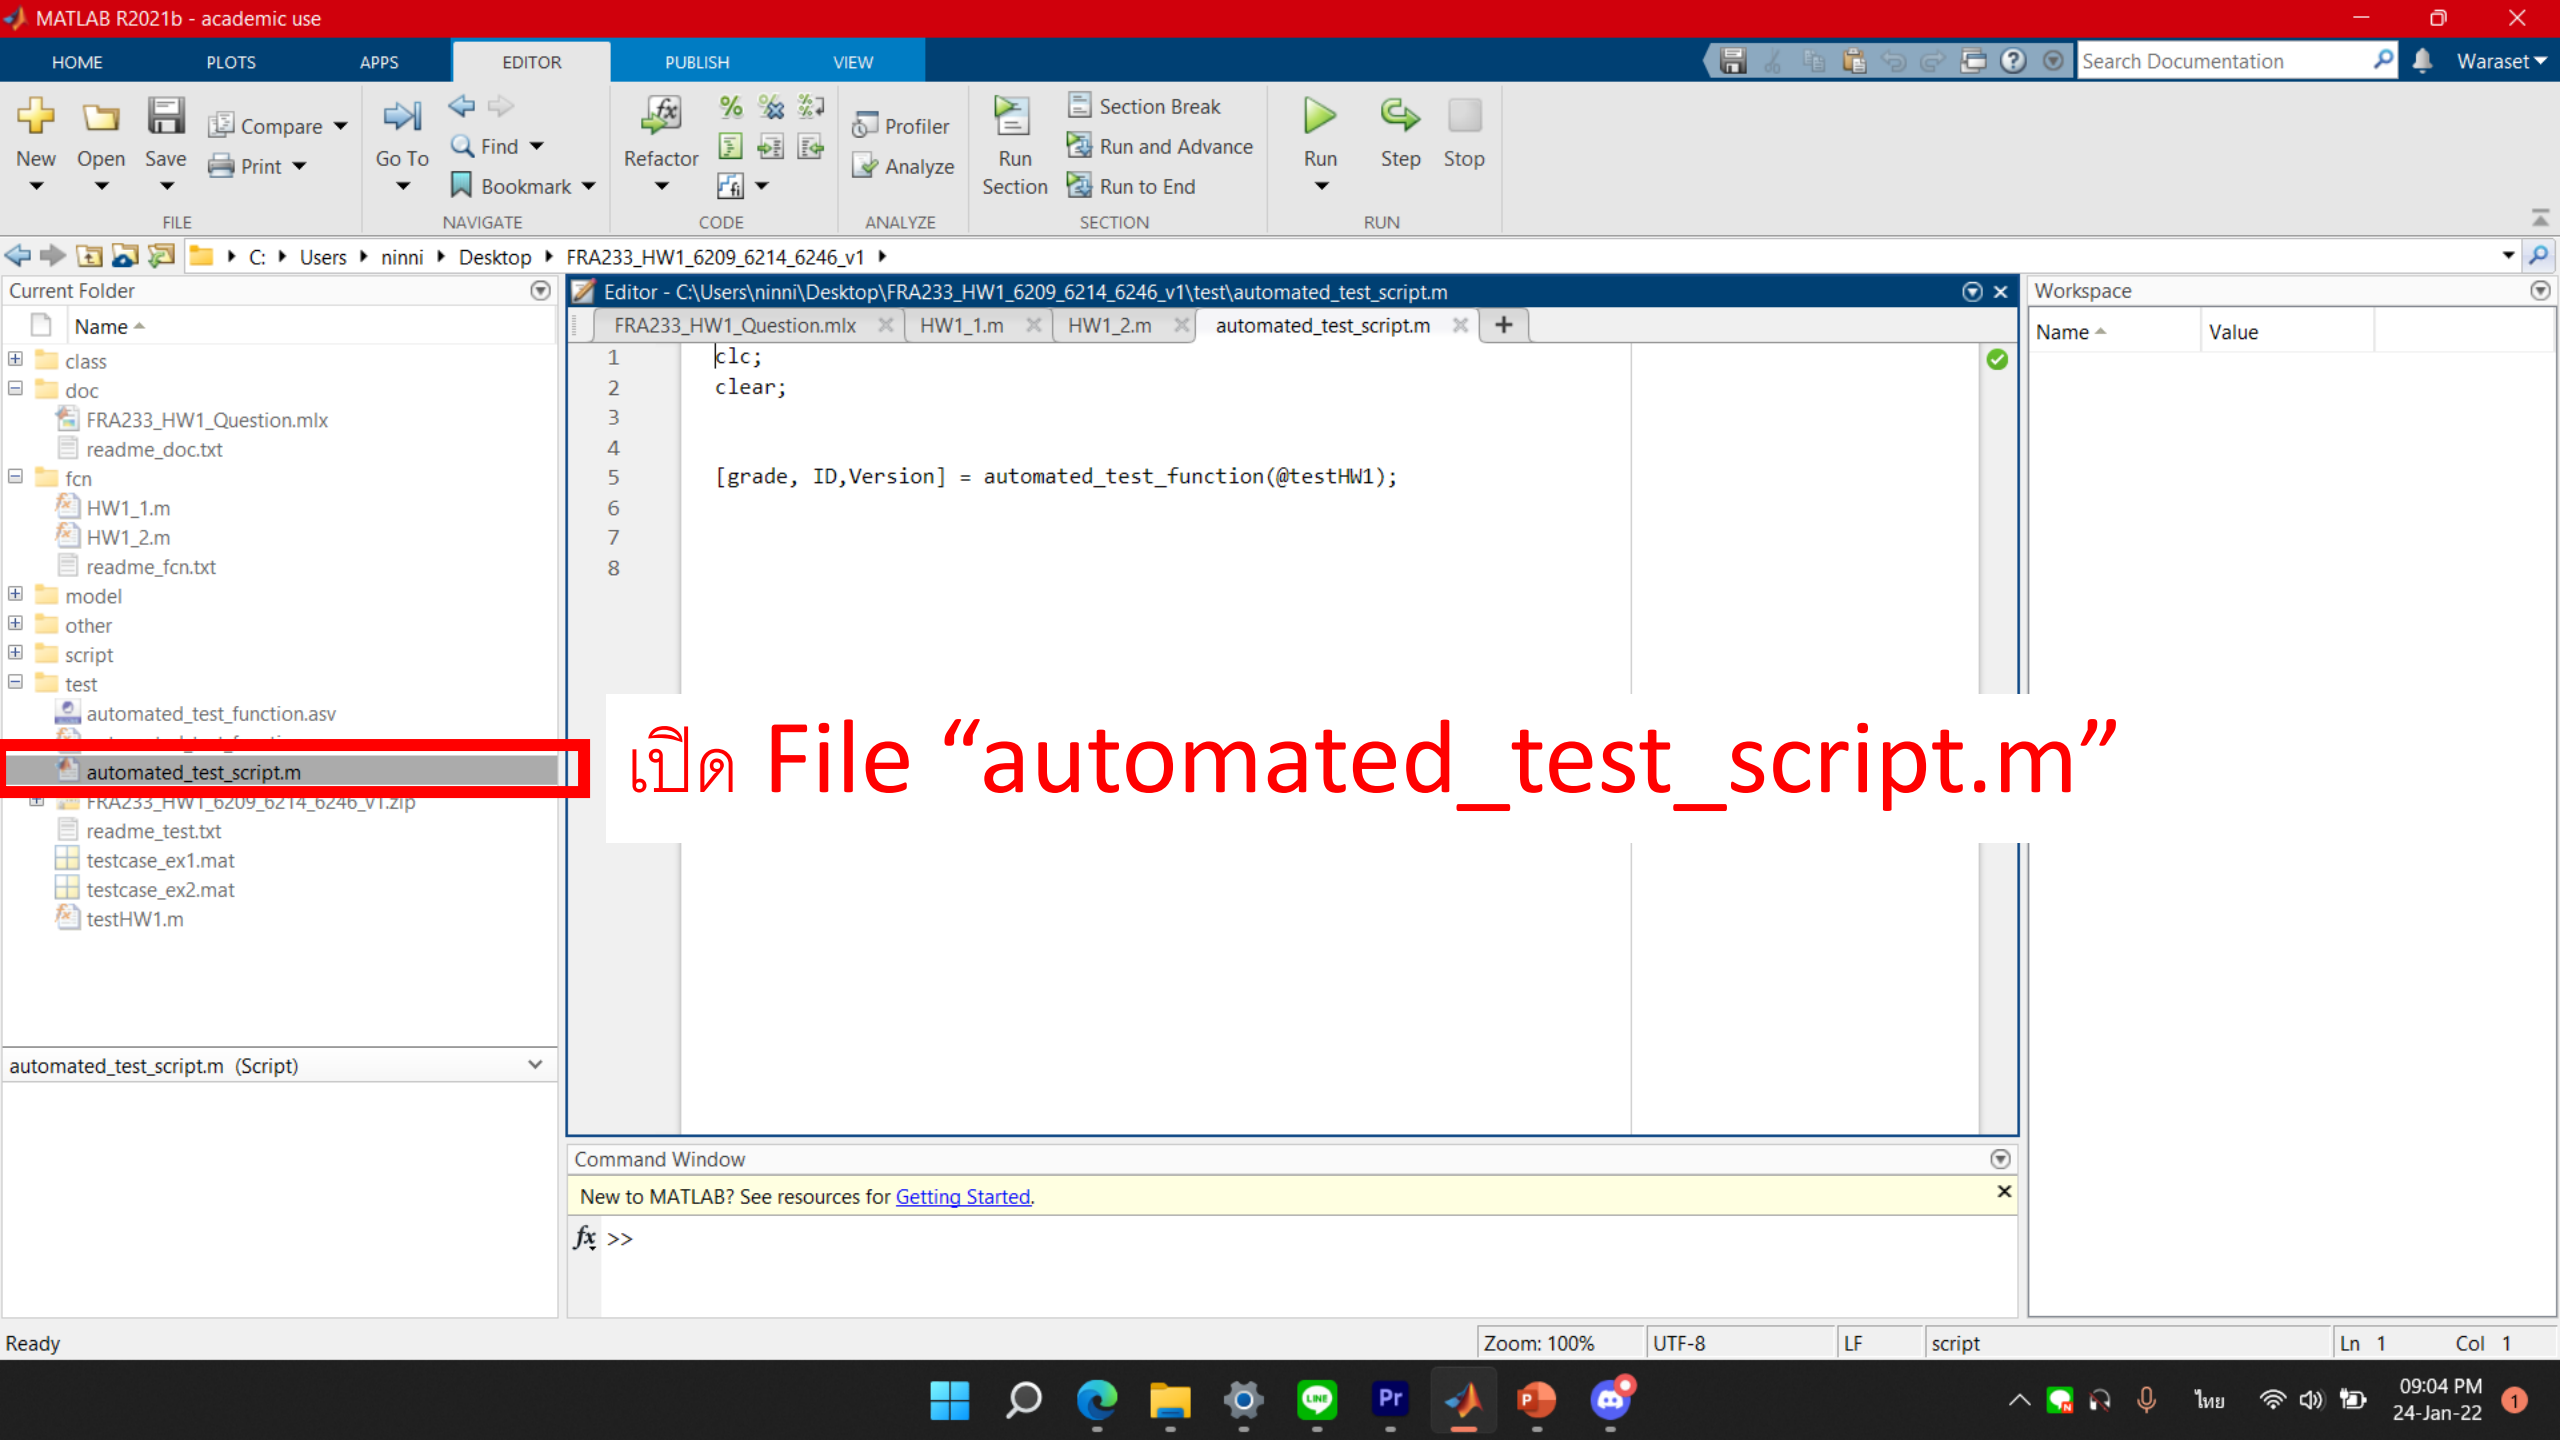 MATLAB R2021b - academic use
HOME PLOTS APPS EDITOR PUBLISH VIEW Search Documentation Waraset
New Open Save Compare Print Go To Find Bookmark Refactor Profiler Analyze Run Section Section Break Run and Advance Run to End Run Step Stop
FILE NAVIGATE CODE ANALYZE SECTION RUN
C: Users ninni Desktop FRA233_HW1_6209_6214_6246_v1
Current Folder
Name
class
doc
FRA233_HW1_Question.mlx
readme_doc.txt
fcn
HW1_1.m
HW1_2.m
readme_fcn.txt
model
other
script
test
automated_test_function.asv
automated_test_script.m
FRA233_HW1_6209_6214_6246_v1.zip
readme_test.txt
testcase_ex1.mat
testcase_ex2.mat
testHW1.m
automated_test_script.m (Script)
Editor - C:\Users\ninni\Desktop\FRA233_HW1_6209_6214_6246_v1\test\automated_test_script.m
FRA233_HW1_Question.mlx HW1_1.m HW1_2.m automated_test_script.m
1 clc;
2 clear;
3
4
5 [grade, ID,Version] = automated_test_function(@testHW1);
6
7
8
เปิด File “automated_test_script.m”
Command Window
New to MATLAB? See resources for Getting Started.
fx >>
Workspace
Name Value
Ready Zoom: 100% UTF-8 LF script Ln 1 Col 1
LINE Pr P ไทย 09:04 PM 1
24-Jan-22